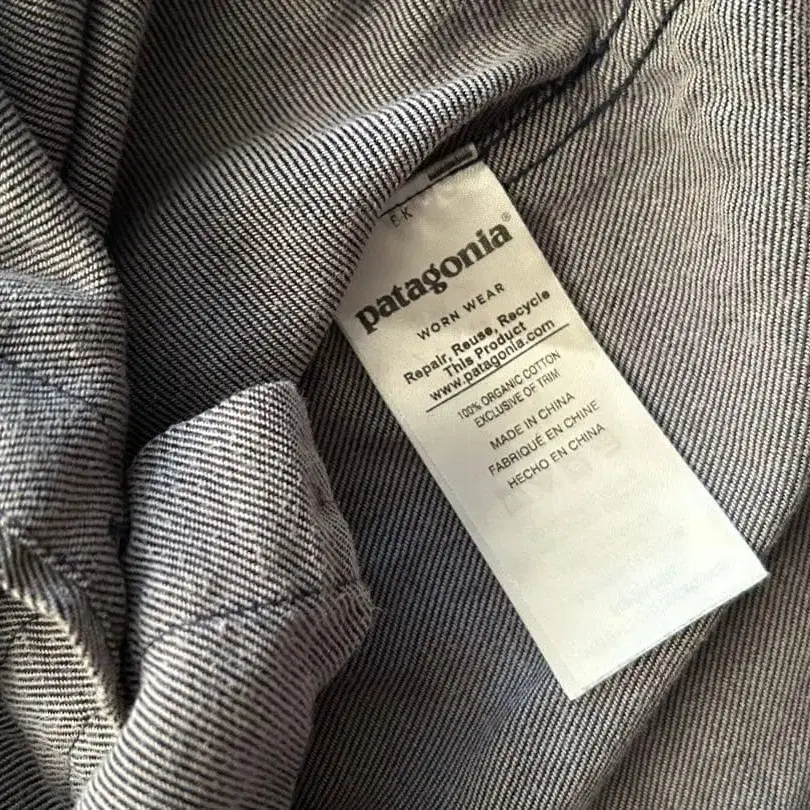 E K
patagonia®
WORN WEAR
Repair, Reuse, Recycle
This Product
www.patagonia.com
100% ORGANIC COTTON
EXCLUSIVE OF TRIM
MADE IN CHINA
FABRIQUÉ EN CHINE
HECHO EN CHINA